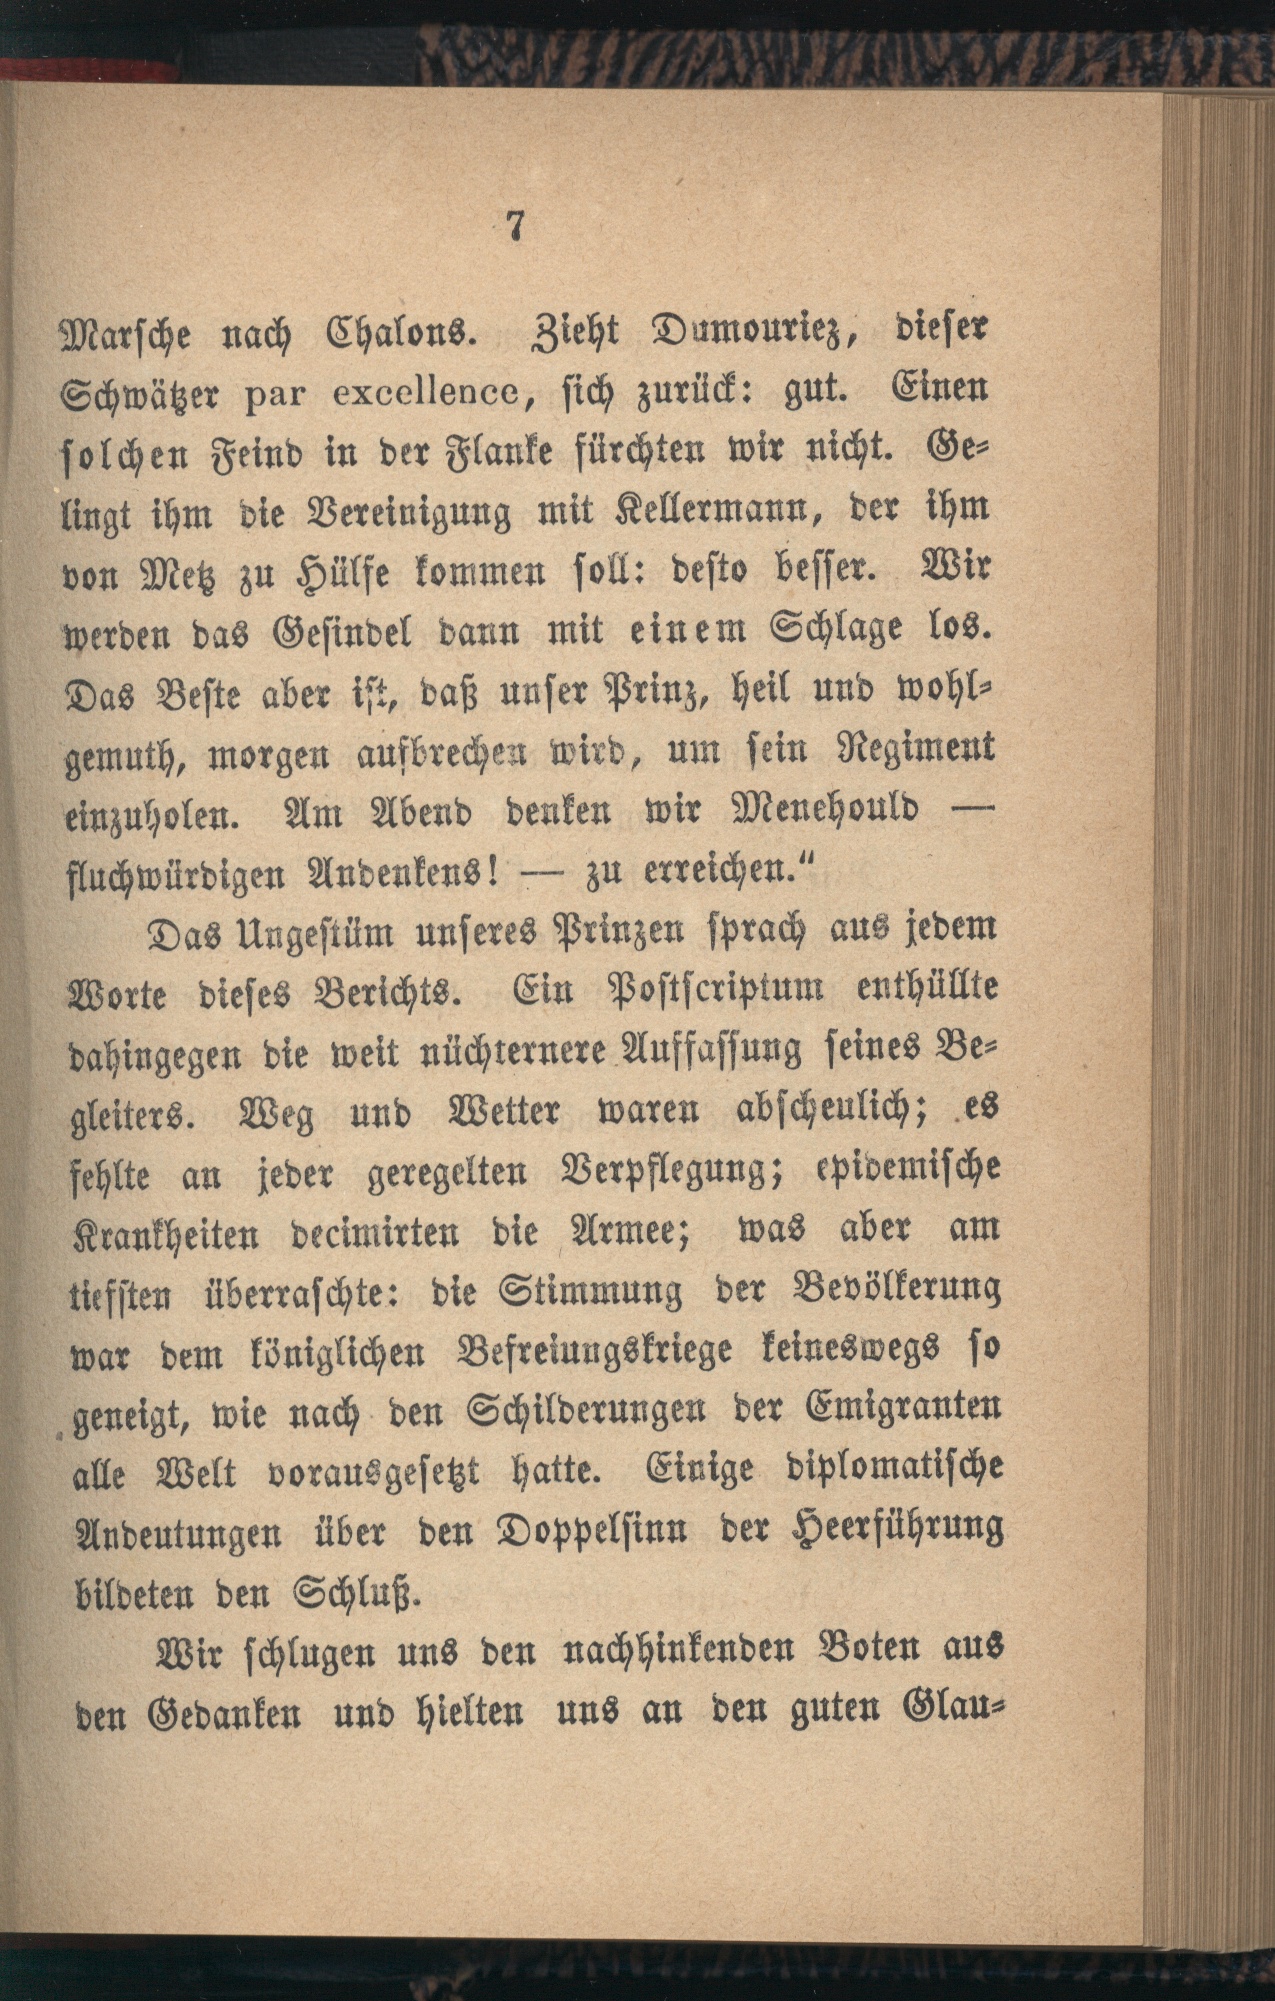 7
Marsche nach Chalons. Zieht Dumouriez, dieser
Schwätzer par excellence, sich zurück: gut. Einen
solchen Feind in der Flanke fürchten wir nicht. Ge-
lingt ihm die Vereinigung mit Kellermann, der ihm
von Metz zu Hülfe kommen soll: desto besser. Wir
werden das Gesindel dann mit einem Schlage los.
Das Beste aber ist, daß unser Prinz, heil und wohl-
gemuth, morgen aufbrechen wird, um sein Regiment
einzuholen. Am Abend denken wir Menehould —
fluchwürdigen Andenkens! — zu erreichen.“
Das Ungestüm unseres Prinzen sprach aus jedem
Worte dieses Berichts. Ein Postscriptum enthüllte
dahingegen die weit nüchternere Auffassung seines Be-
gleiters. Weg und Wetter waren abscheulich; es
fehlte an jeder geregelten Verpflegung; epidemische
Krankheiten decimirten die Armee; was aber am
tiefsten überraschte: die Stimmung der Bevölkerung
war dem königlichen Befreiungskriege keineswegs so
geneigt, wie nach den Schilderungen der Emigranten
alle Welt vorausgesetzt hatte. Einige diplomatische
Andeutungen über den Doppelsinn der Heerführung
bildeten den Schluß.
Wir schlugen uns den nachhinkenden Boten aus
den Gedanken und hielten uns an den guten Glau-